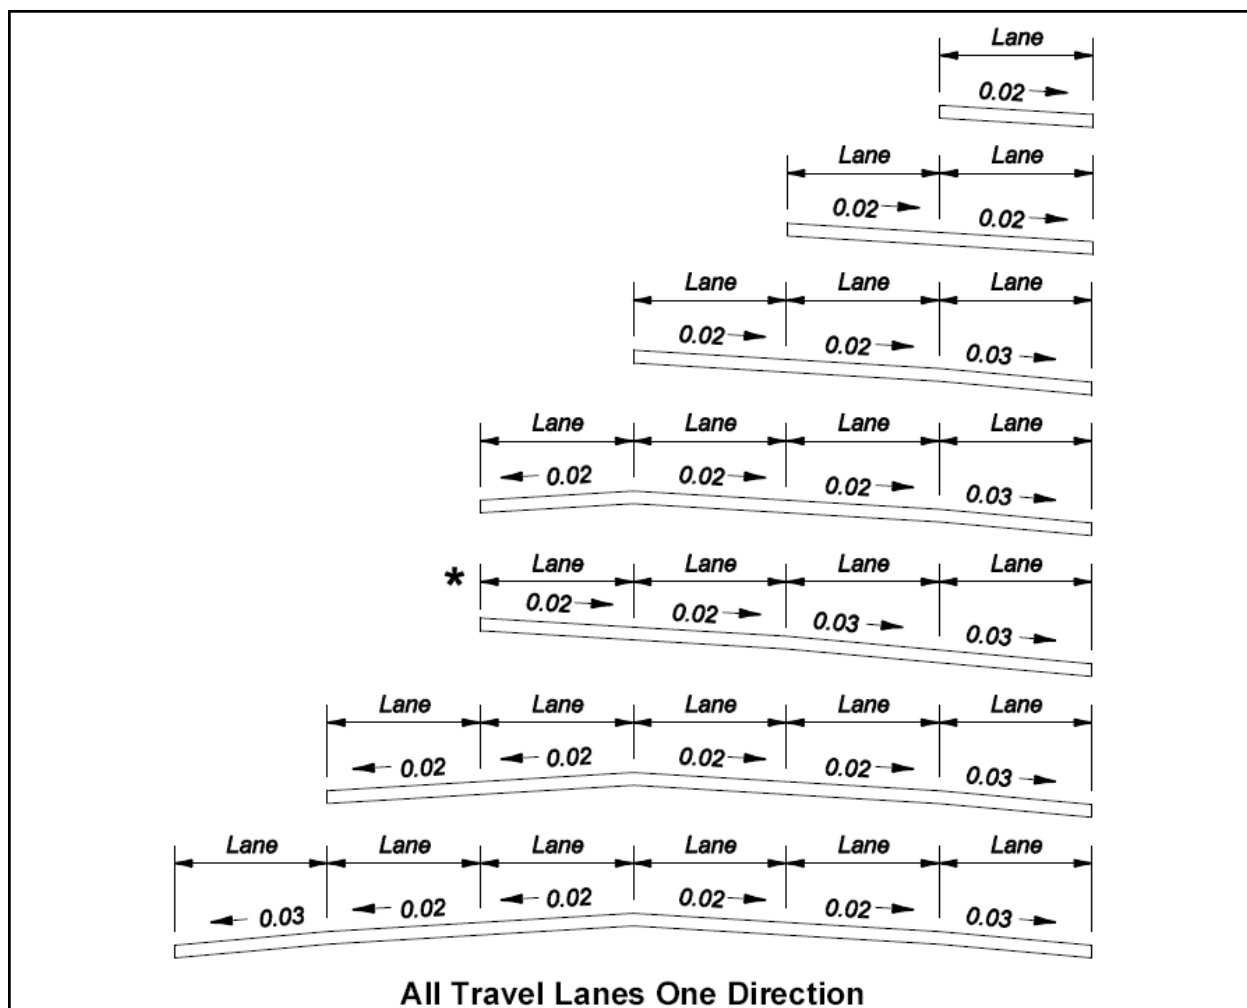 Lane
0.02
Lane Lane
0.02 0.02
Lane Lane Lane
0.02 0.02 0.03
Lane Lane Lane Lane
0.02 0.02 0.02 0.03
* Lane Lane Lane Lane
0.02 0.02 0.03 0.03
Lane Lane Lane Lane Lane
0.02 0.02 0.02 0.02 0.03
Lane Lane Lane Lane Lane Lane
0.03 0.02 0.02 0.02 0.02 0.03
All Travel Lanes One Direction